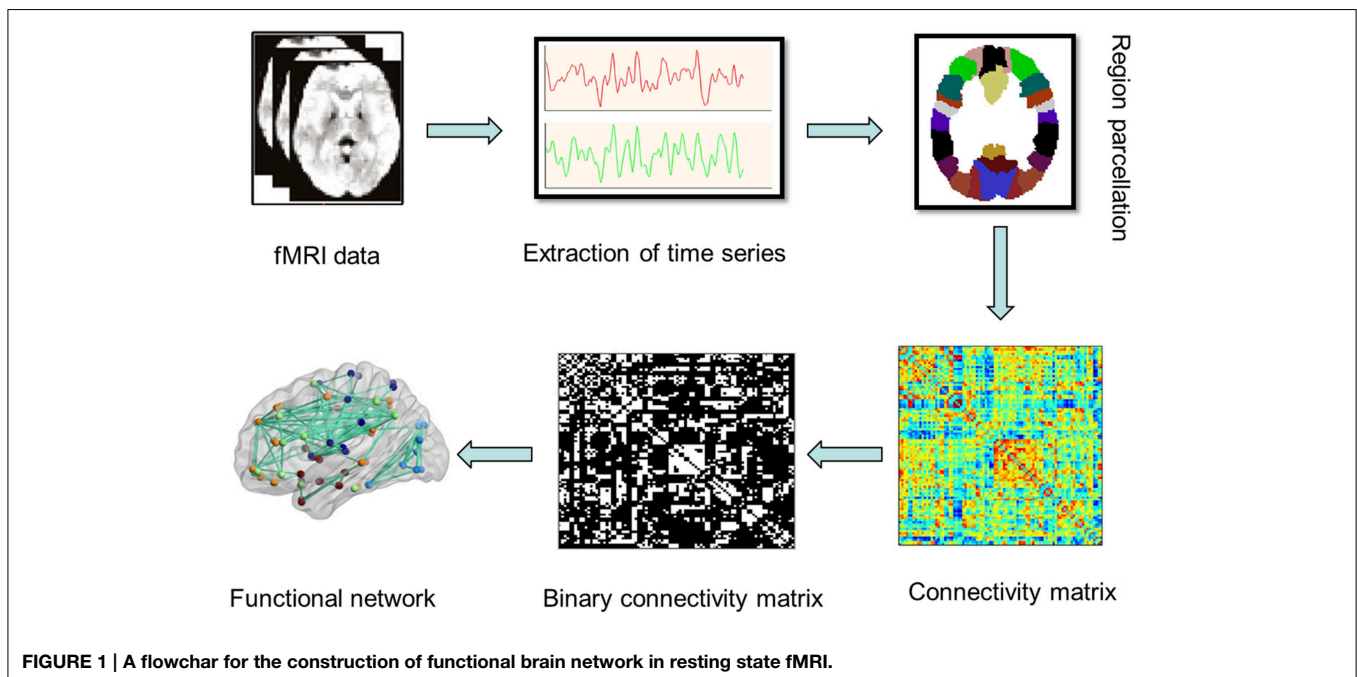 fMRI data
Extraction of time series
Region parcellation
Functional network
Binary connectivity matrix
Connectivity matrix
FIGURE 1 | A flowchar for the construction of functional brain network in resting state fMRI.